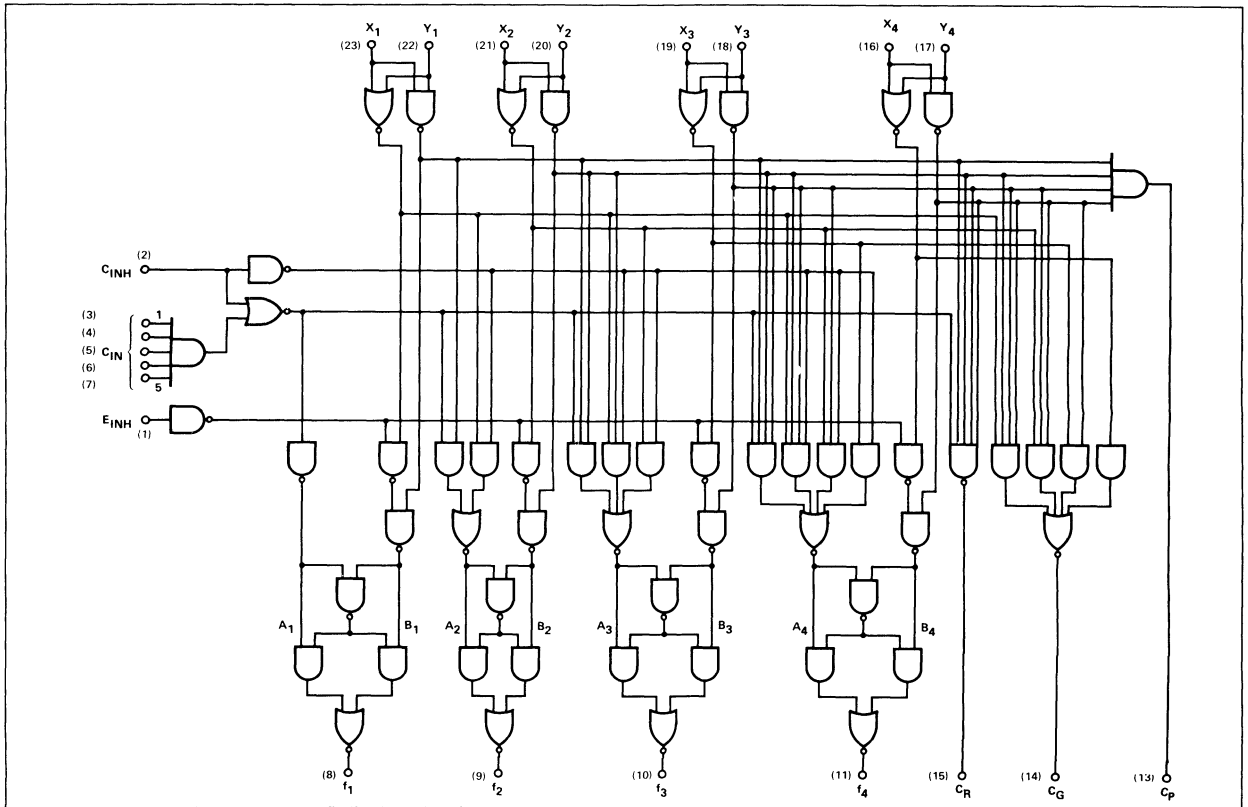 X1 Y1 X2 Y2 X3 Y3 X4 Y4
(23) (22) (21) (20) (19) (18) (16) (17)
(2)
CINH
(3) 1
(4)
(5) CIN
(6)
(7) 5
EINH
(1)
A1 B1 A2 B2 A3 B3 A4 B4
(8) (9) (10) (11) (15) (14) (13)
f1 f2 f3 f4 CR CG CP